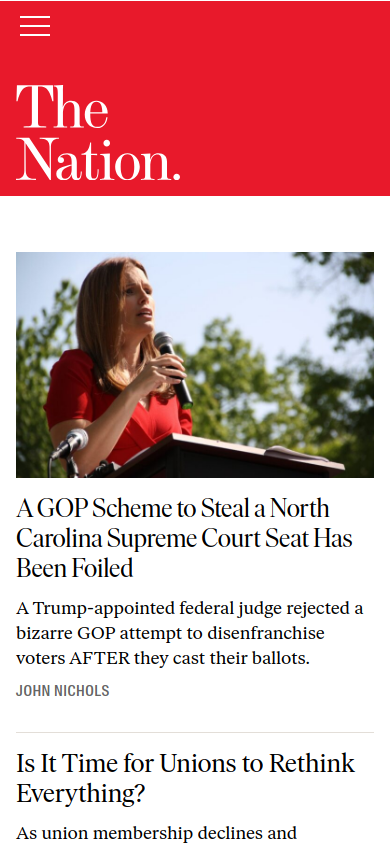 The
Nation.
A GOP Scheme to Steal a North
Carolina Supreme Court Seat Has
Been Foiled
A Trump-appointed federal judge rejected a
bizarre GOP attempt to disenfranchise
voters AFTER they cast their ballots.
JOHN NICHOLS
Is It Time for Unions to Rethink
Everything?
As union membership declines and